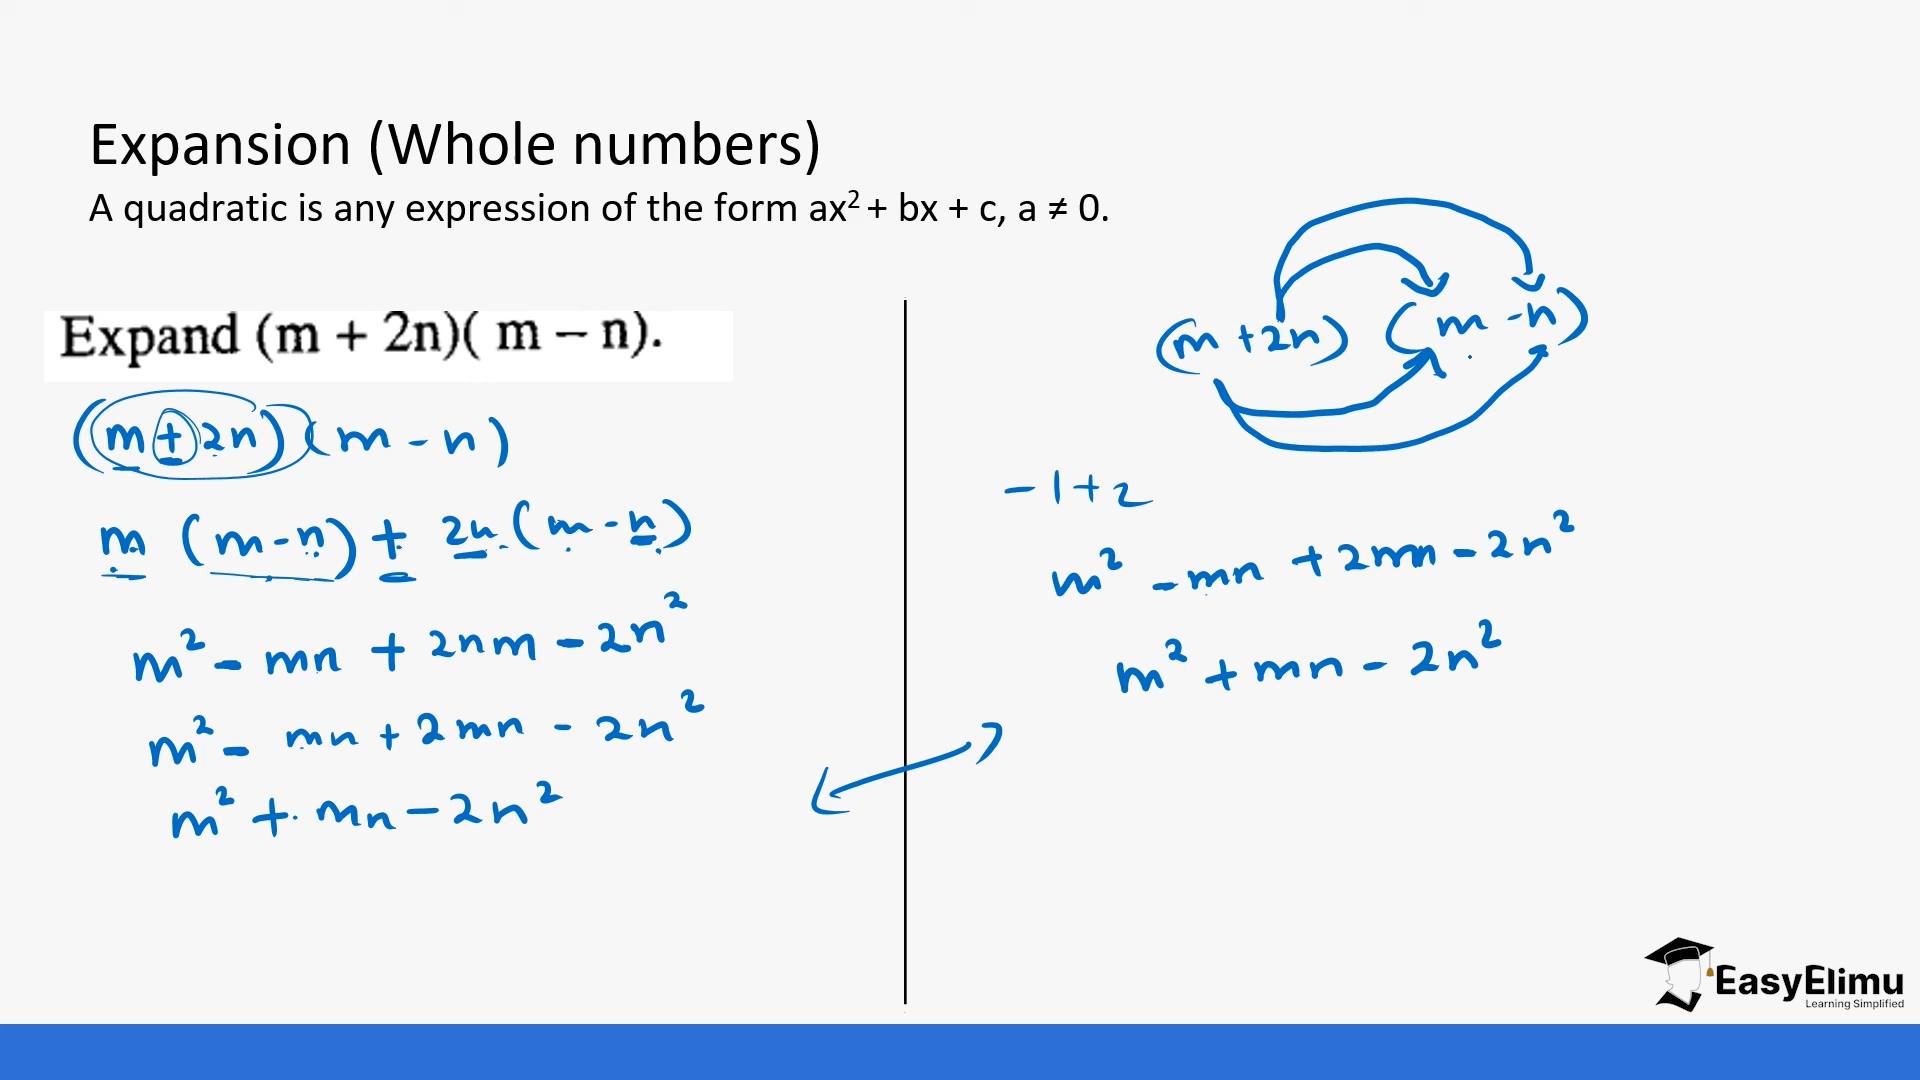 Expansion (Whole numbers)
A quadratic is any expression of the form ax² + bx + c, a ≠ 0.
Expand (m + 2n)( m – n).
(m + 2n)(m - n)
m (m - n) + 2n (m - n)
m² - mn + 2nm - 2n²
m² - mn + 2mn - 2n²
m² + mn - 2n²
(m + 2n) (m - n)
-1 + 2
m² - mn + 2mn - 2n²
m² + mn - 2n²
EasyElimu
Learning Simplified